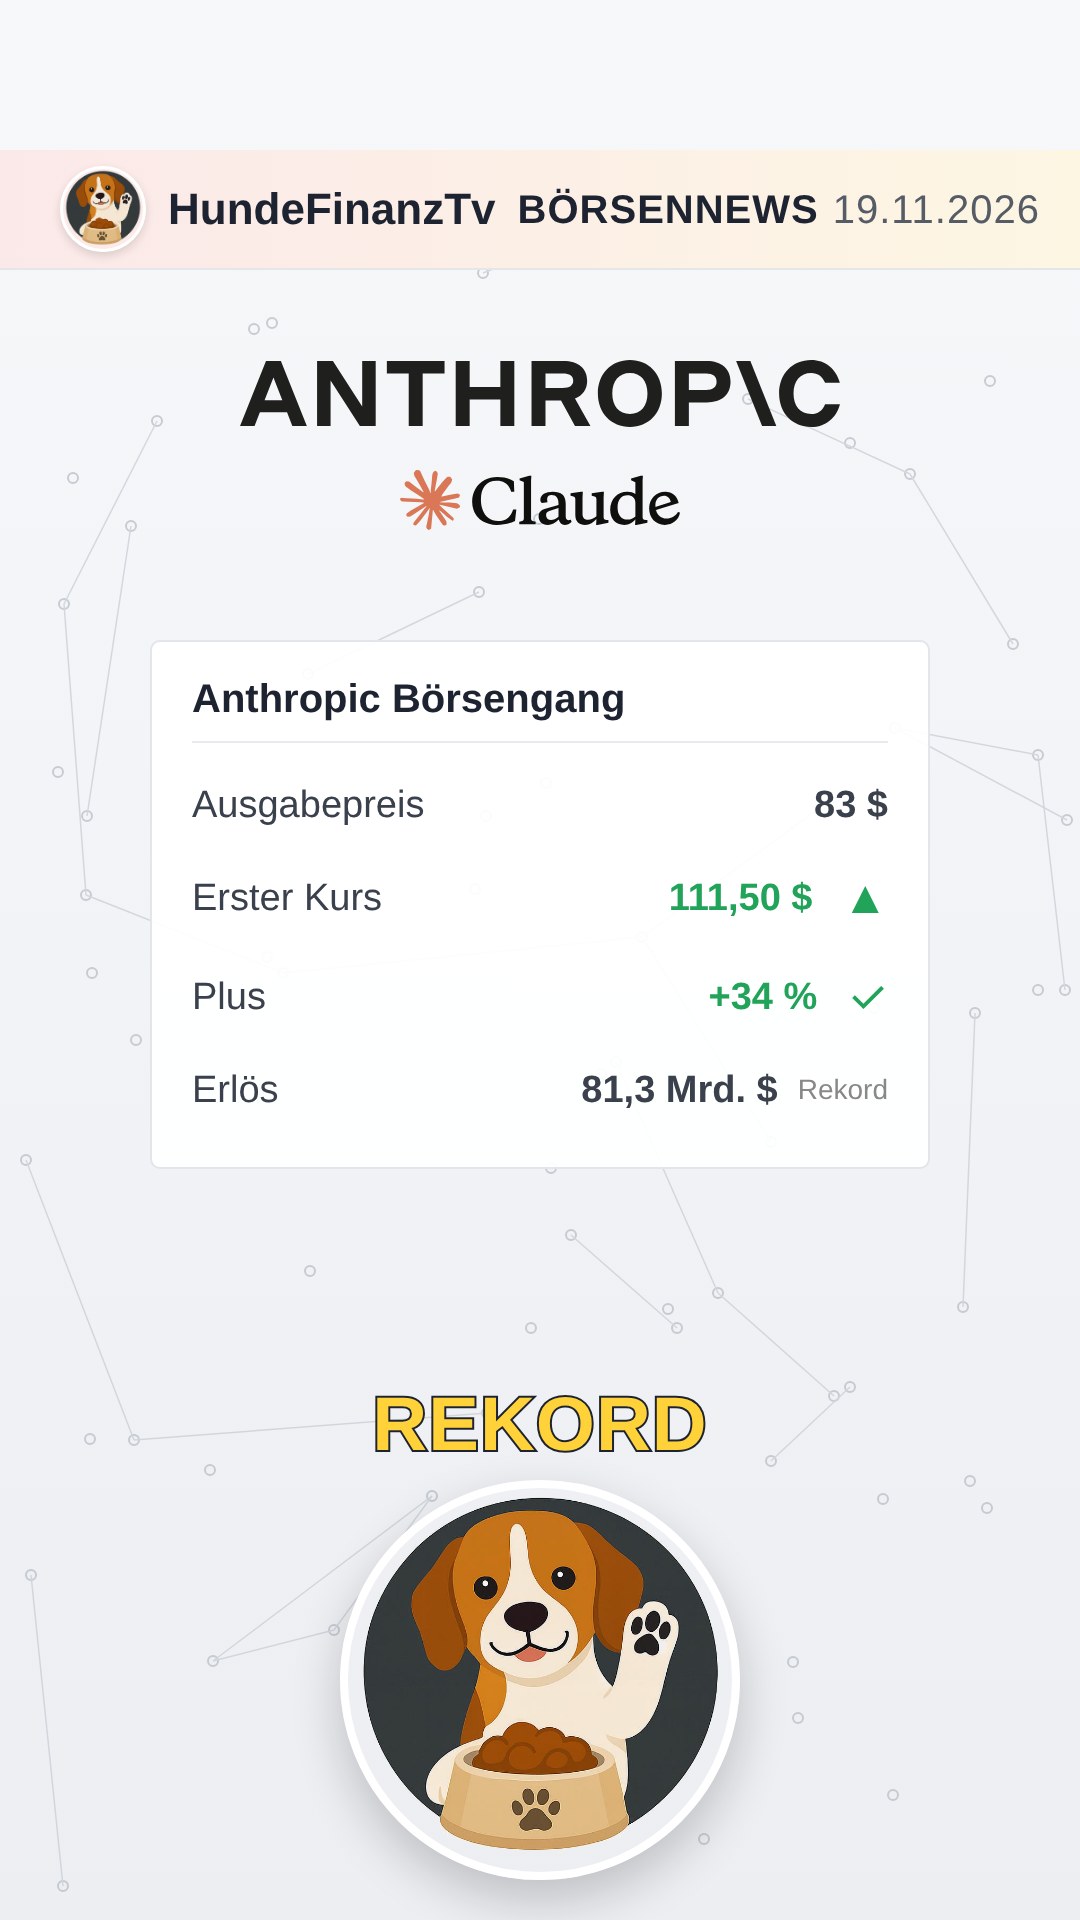 HundeFinanzTv BÖRSENNEWS 19.11.2026
ANTHROP\C
Claude
Anthropic Börsengang
Ausgabepreis 83 $
Erster Kurs 111,50 $ ▲
Plus +34 % ✓
Erlös 81,3 Mrd. $ Rekord
REKORD